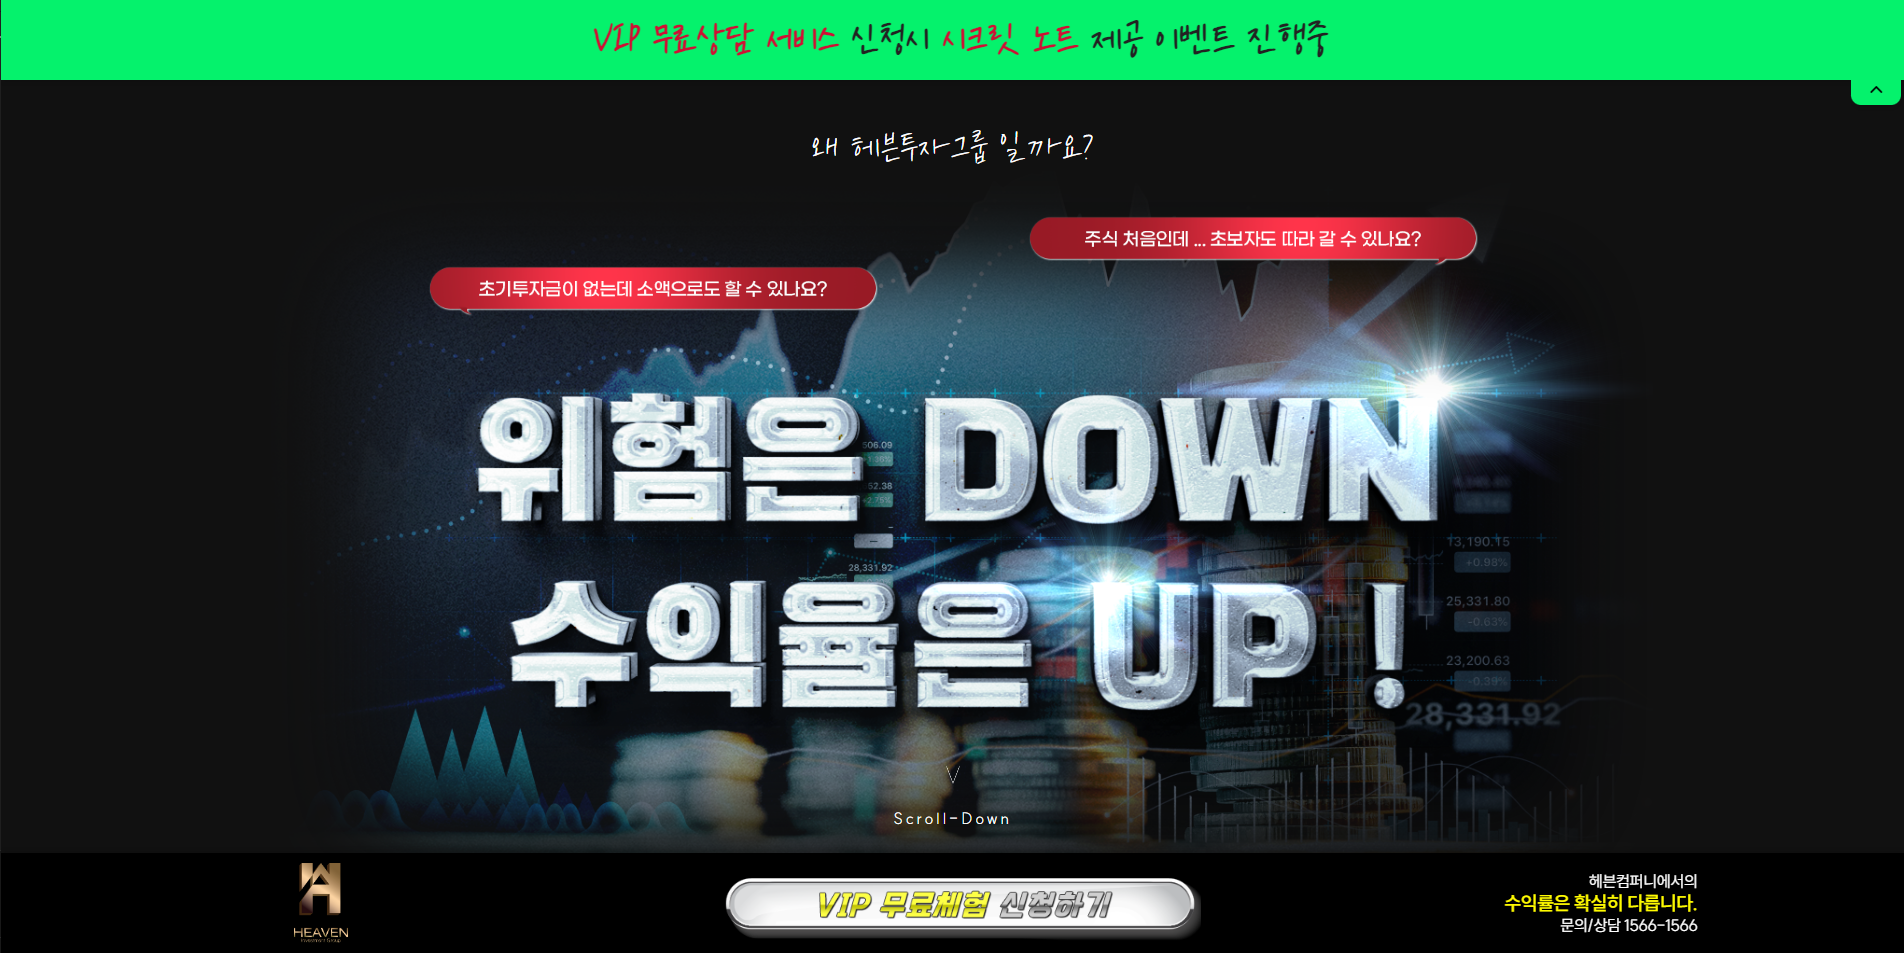 VIP 무료상담 서비스 신청시 시크릿 노트 제공 이벤트 진행중
왜 헤븐투자그룹 일까요?
주식 처음인데 ... 초보자도 따라 갈 수 있나요?
초기투자금이 없는데 소액으로도 할 수 있나요?
위험은 DOWN
506.09
52.38
28,331.92
13,190.15
+0.98%
수익률은 UP !
25,331.80
-0.63%
23,200.63
-0.39%
28,331.92
Scroll-Down
HEAVEN
Investment Group
VIP 무료체험 신청하기
헤븐컴퍼니에서의
수익률은 확실히 다릅니다.
문의/상담 1566-1566